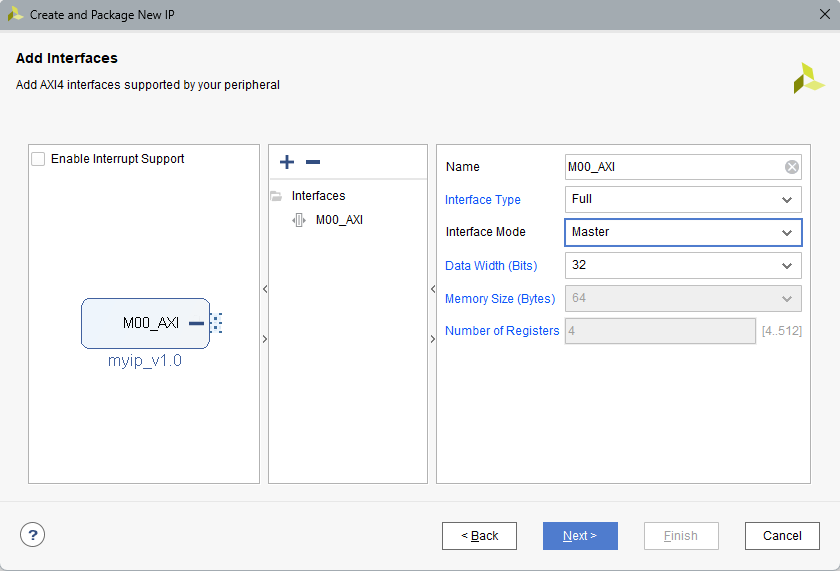 Create and Package New IP
Add Interfaces
Add AXI4 interfaces supported by your peripheral
Enable Interrupt Support
M00_AXI
myip_v1.0
Interfaces
M00_AXI
Name M00_AXI
Interface Type Full
Interface Mode Master
Data Width (Bits) 32
Memory Size (Bytes) 64
Number of Registers 4 [4..512]
? < Back Next > Finish Cancel